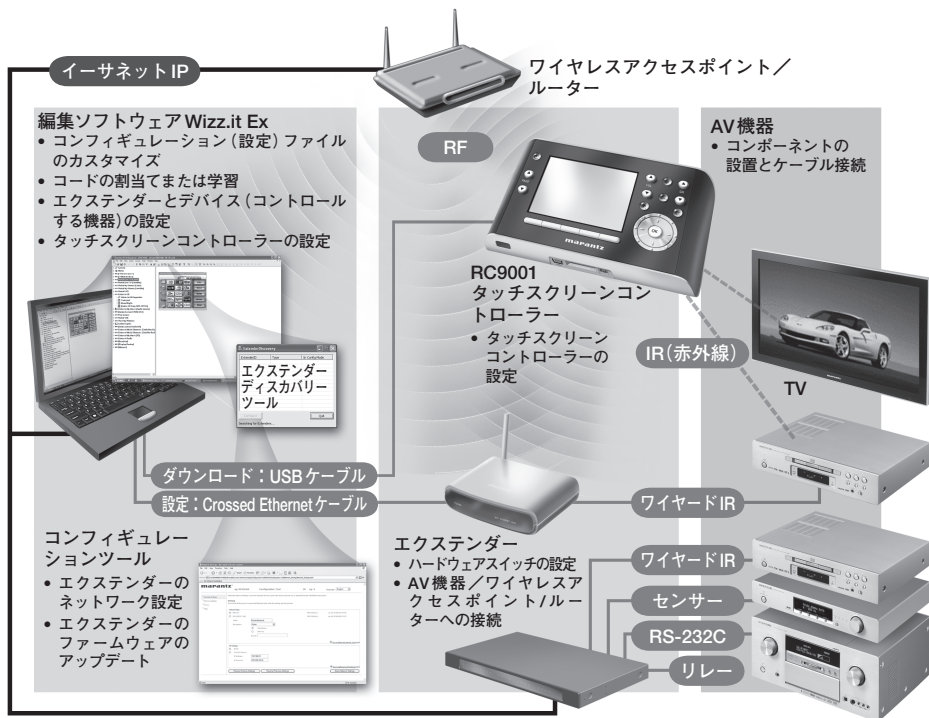 イーサネットIP
ワイヤレスアクセスポイント／
ルーター
編集ソフトウェア Wizz.it Ex
• コンフィギュレーション（設定）ファイル
のカスタマイズ
• コードの割当てまたは学習
• エクステンダーとデバイス（コントロール
する機器）の設定
• タッチスクリーンコントローラーの設定
RF
AV機器
• コンポーネントの
設置とケーブル接続
marantz
RC9001
タッチスクリーンコン
トローラー
• タッチスクリーン
コントローラーの
設定
IR（赤外線）
TV
エクステンダー
ディスカバリー
ツール
ダウンロード：USBケーブル
設定：Crossed Ethernetケーブル
ワイヤードIR
コンフィギュレー
ションツール
• エクステンダーの
ネットワーク設定
• エクステンダーの
ファームウェアの
アップデート
marantz
エクステンダー
• ハードウェアスイッチの設定
• AV機器／ワイヤレスア
クセスポイント/ルー
ターへの接続
ワイヤードIR
センサー
RS-232C
リレー